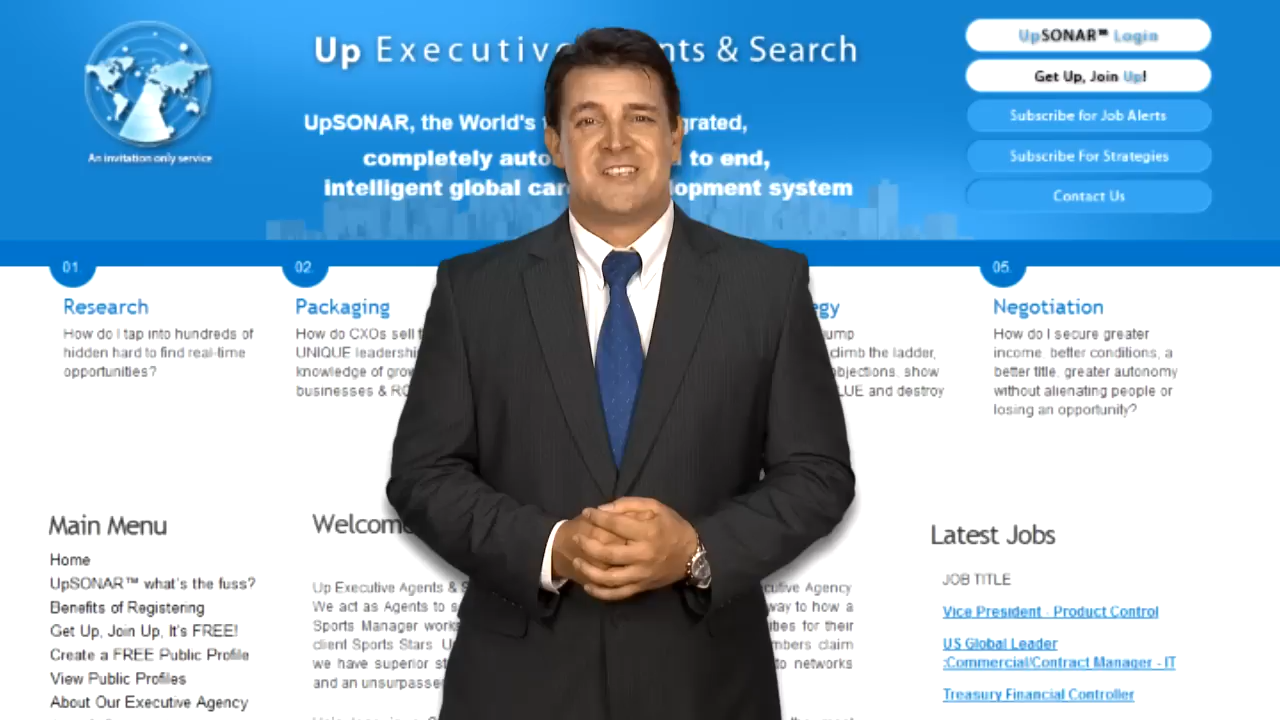 Up Executive nts & Search
UpSONAR, the World's grated,
completely auto to end,
intelligent global car lopment system
An invitation only service
UpSONAR™ Login
Get Up, Join Up!
Subscribe for Job Alerts
Subscribe For Strategies
Contact Us
01.
Research
How do I tap into hundreds of
hidden hard to find real-time
opportunities?
02.
Packaging
How do CXOs sell
UNIQUE leadership
knowledge of
businesses &
egy
ump
climb the ladder,
objections, show
LUE and destroy
05.
Negotiation
How do I secure greater
income, better conditions, a
better title, greater autonomy
without alienating people or
losing an opportunity?
Main Menu
Home
UpSONAR™ what's the fuss?
Benefits of Registering
Get Up, Join Up, It's FREE!
Create a FREE Public Profile
View Public Profiles
About Our Executive Agency
Welcome
Up Executive Agents & S cutive Agency
We act as Agents to s way to how a
Sports Manager works ities for their
client Sports Stars. U mbers claim
we have superior st to networks
and an unsurpasse
the most
Latest Jobs
JOB TITLE
Vice President - Product Control
US Global Leader
:Commercial/Contract Manager - IT
Treasury Financial Controller